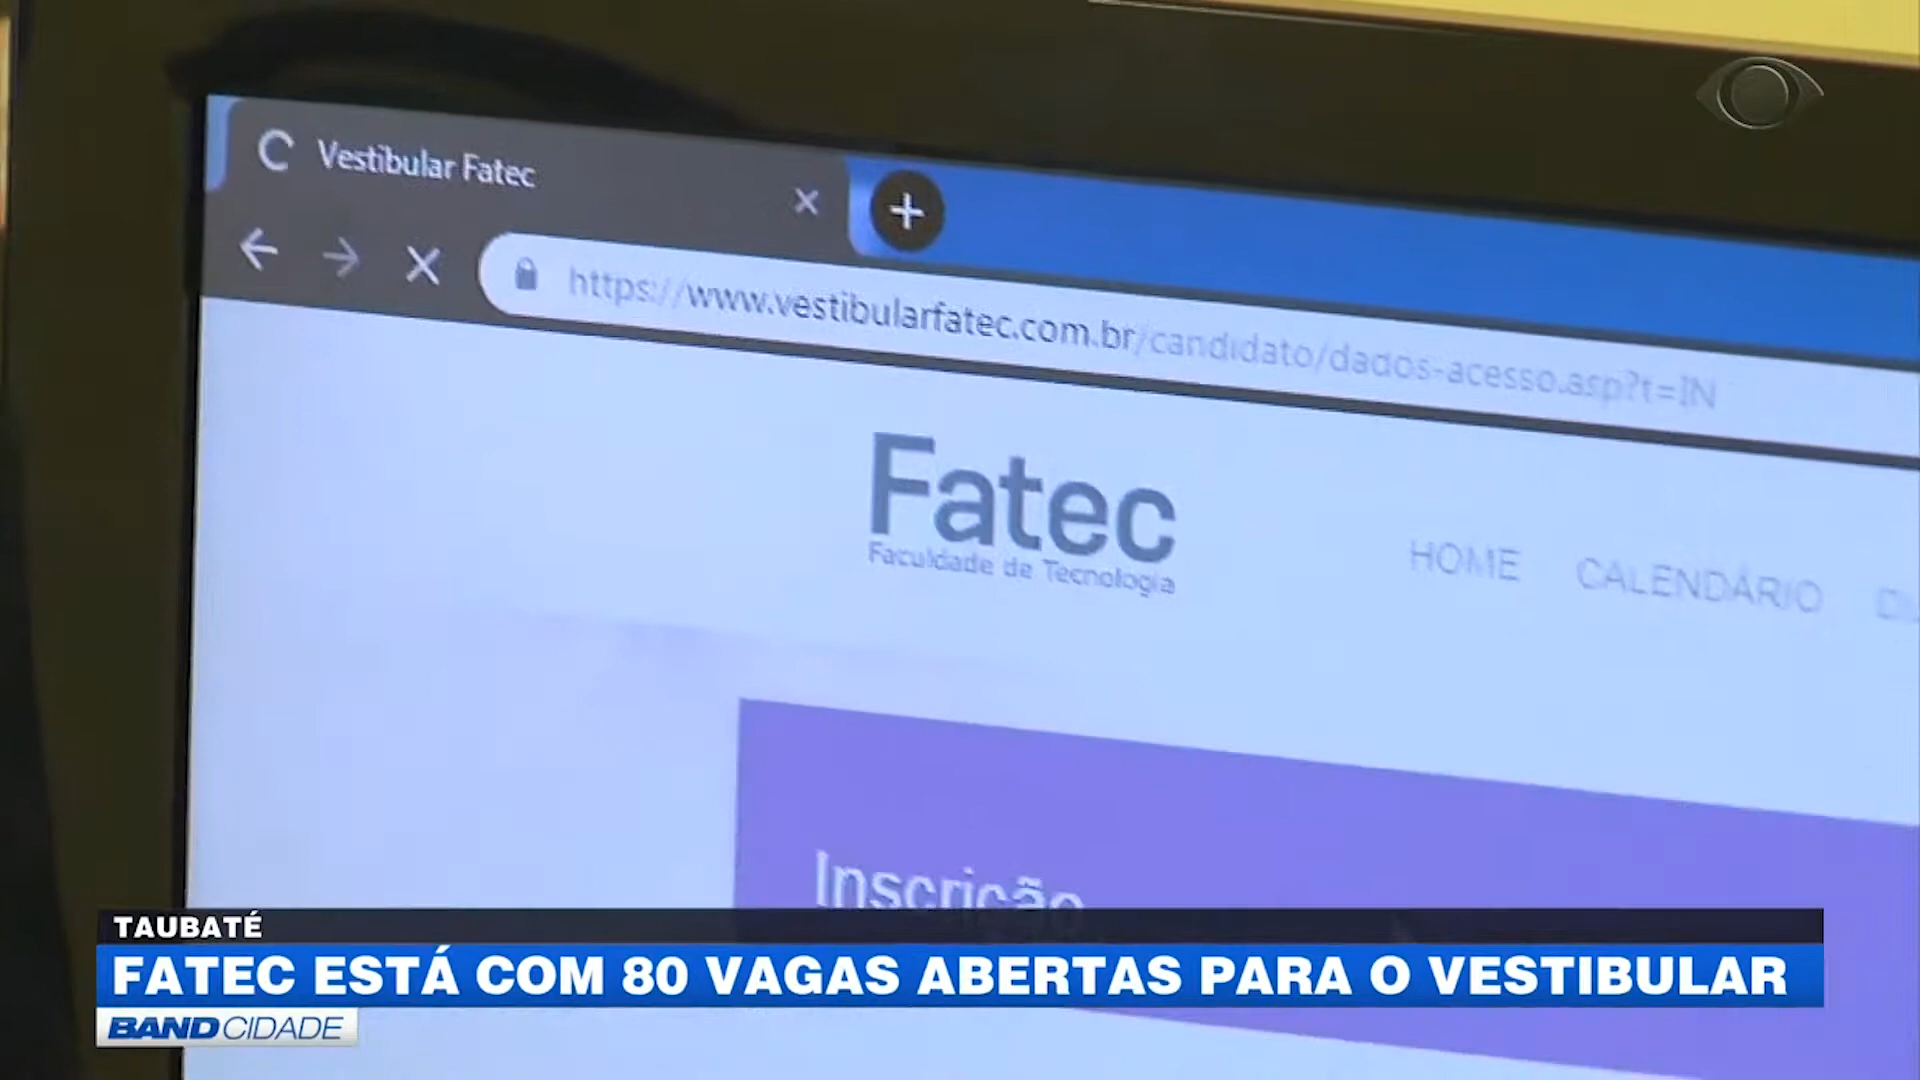 Vestibular Fatec
https://www.vestibularfatec.com.br/candidato/dados-acesso.asp?t=IN
Fatec
Faculdade de Tecnologia
HOME CALENDÁRIO
Inscrição
TAUBATÉ
FATEC ESTÁ COM 80 VAGAS ABERTAS PARA O VESTIBULAR
BAND CIDADE